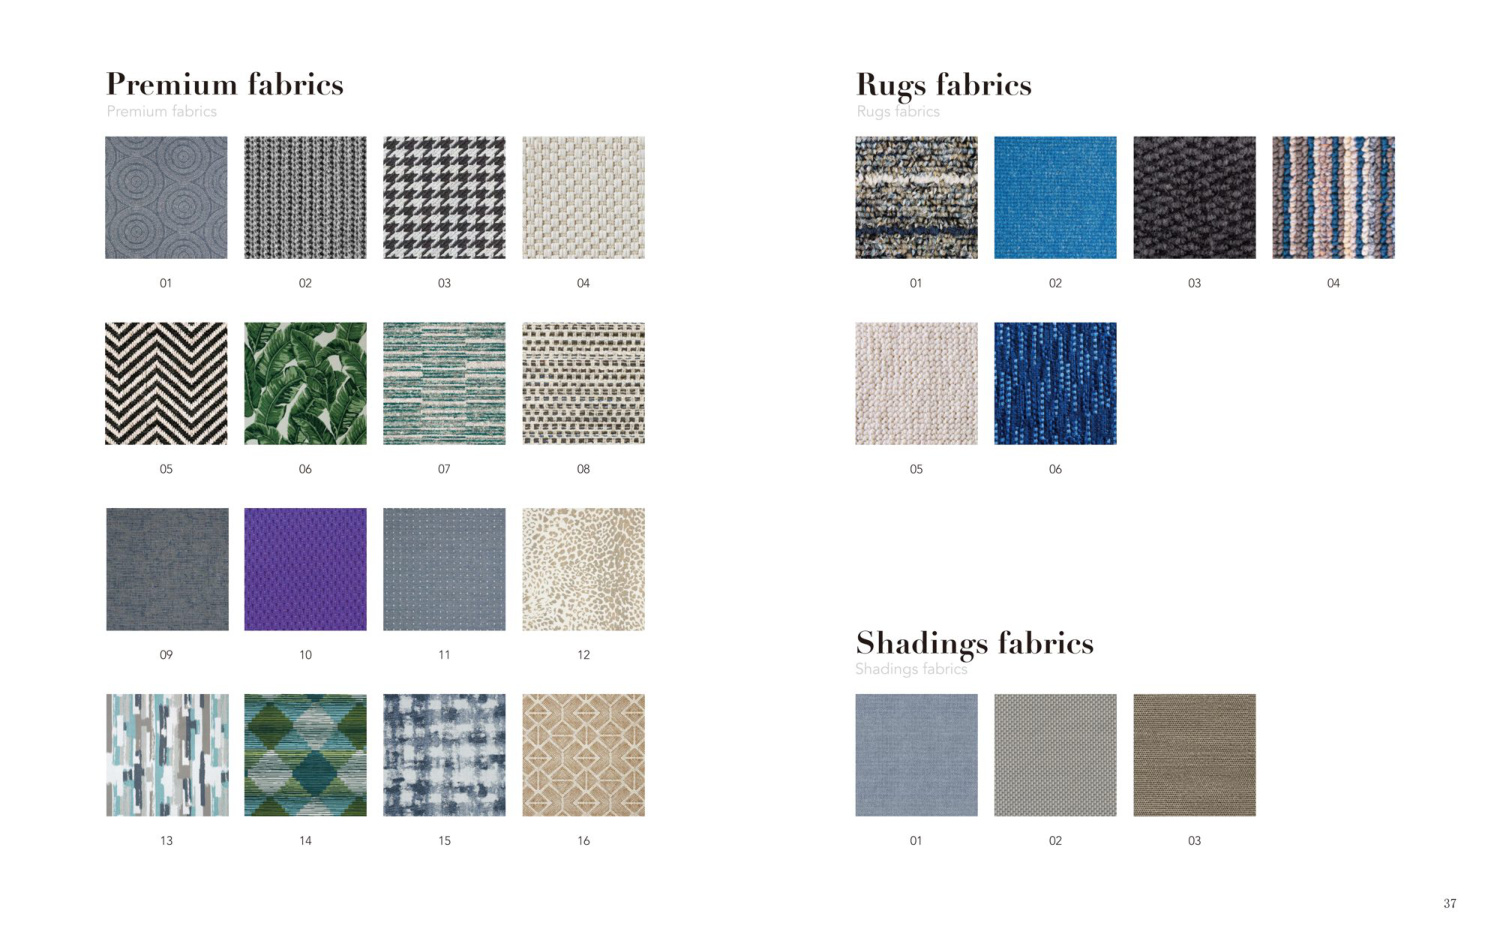 Premium fabrics
Premium fabrics
01 02 03 04
05 06 07 08
09 10 11 12
13 14 15 16
Rugs fabrics
Rugs fabrics
01 02 03 04
05 06
Shadings fabrics
Shadings fabrics
01 02 03
37